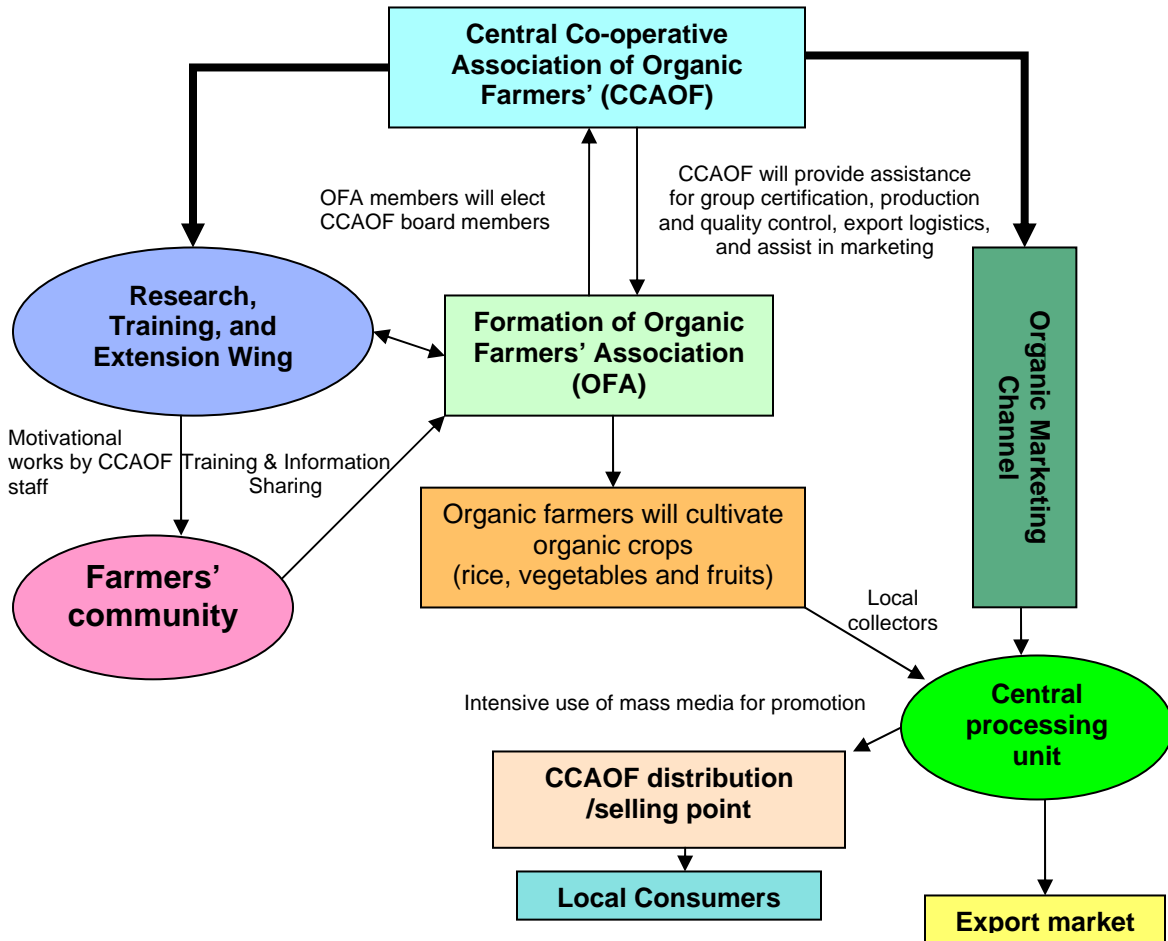 Central Co-operative
Association of Organic
Farmers’ (CCAOF)
OFA members will elect
CCAOF board members
CCAOF will provide assistance
for group certification, production
and quality control, export logistics,
and assist in marketing
Research,
Training, and
Extension Wing
Formation of Organic
Farmers’ Association
(OFA)
Organic Marketing
Channel
Motivational
works by CCAOF
staff
Training & Information
Sharing
Organic farmers will cultivate
organic crops
(rice, vegetables and fruits)
Farmers’
community
Local
collectors
Central
processing
unit
Intensive use of mass media for promotion
CCAOF distribution
/selling point
Local Consumers
Export market